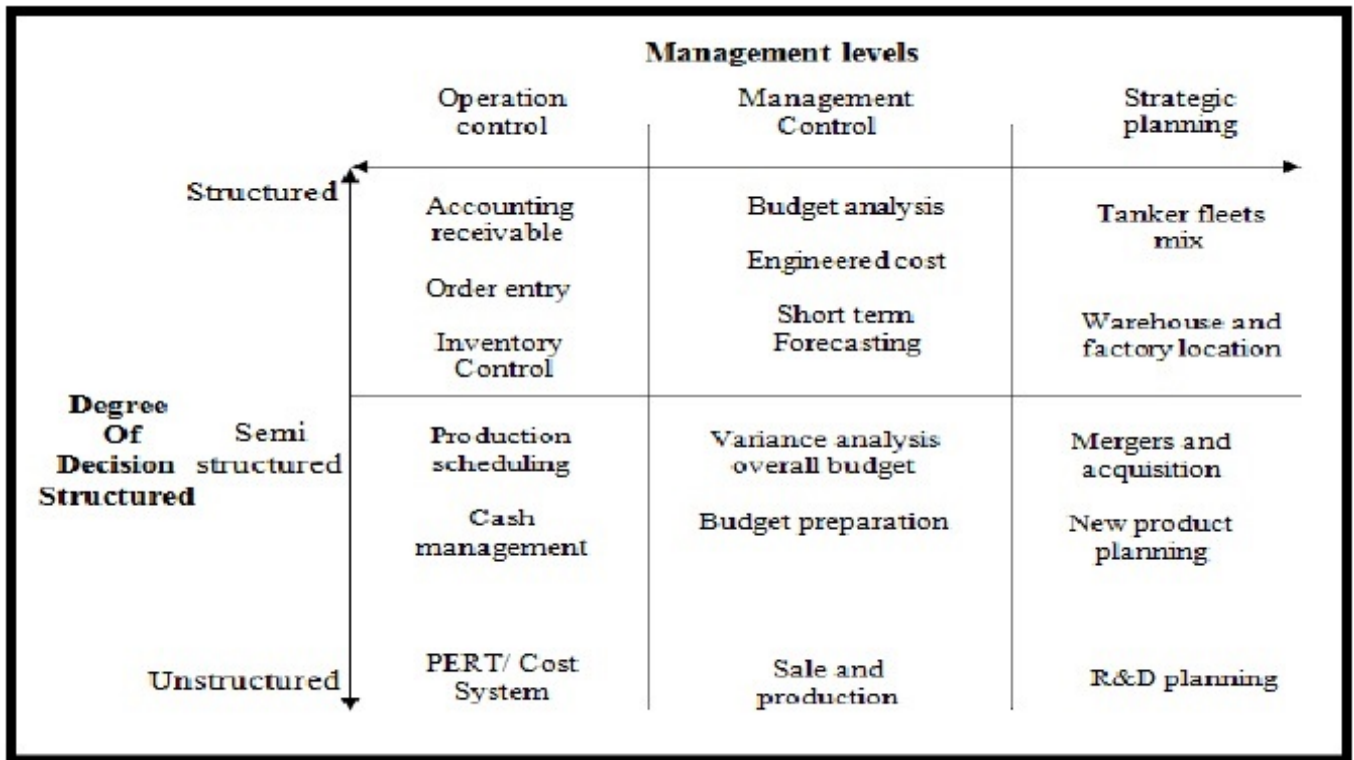 Management levels
Operation
control
Management
Control
Strategic
planning
Structured
Accounting
receivable
Order entry
Inventory
Control
Budget analysis
Engineered cost
Short term
Forecasting
Tanker fleets
mix
Warehouse and
factory location
Degree
Of
Decision
Structured
Semi
structured
Production
scheduling
Cash
management
Variance analysis
overall budget
Budget preparation
Mergers and
acquisition
New product
planning
Unstructured
PERT/ Cost
System
Sale and
production
R&D planning